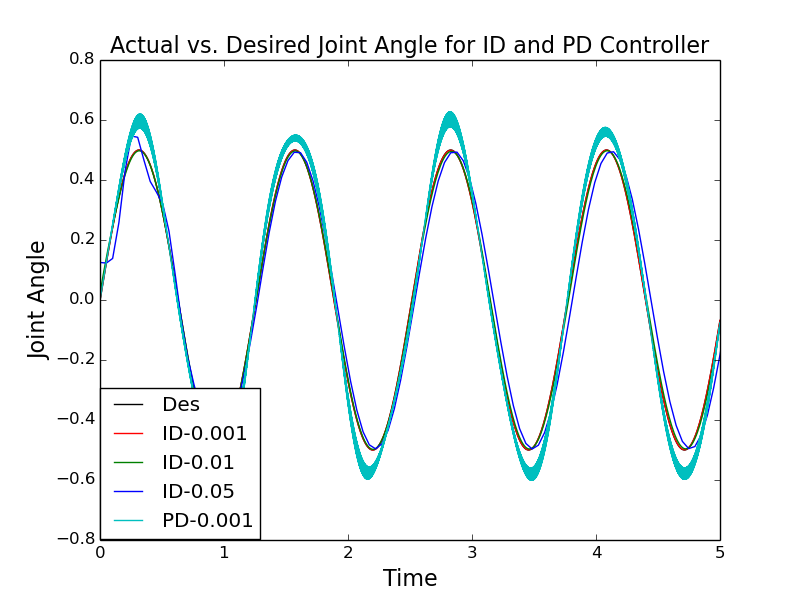 Actual vs. Desired Joint Angle for ID and PD Controller
0.8
0.6
0.4
0.2
0.0
−0.2
−0.4
−0.6
−0.8
Joint Angle
Des
ID-0.001
ID-0.01
ID-0.05
PD-0.001
0 1 2 3 4 5
Time